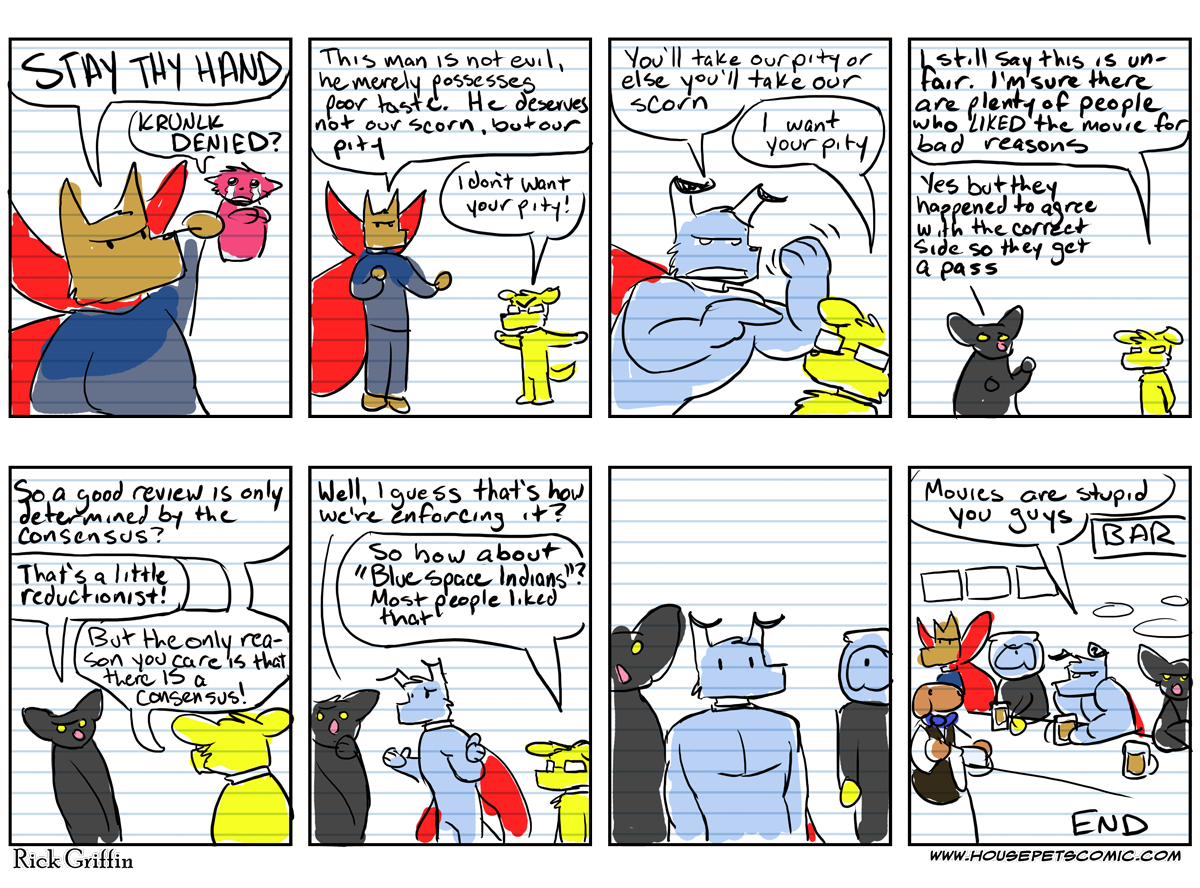 STAY THY HAND
KRUNLK
DENIED?
This man is not evil,
he merely possesses
poor taste. He deserves
not our scorn, but our
pity
I don't want
your pity!
You'll take our pity or
else you'll take our
scorn
I want
your pity
I still say this is un-
fair. I'm sure there
are plenty of people
who LIKED the movie for
bad reasons
Yes but they
happened to agree
with the correct
side so they get
a pass
So a good review is only
determined by the
consensus?
That's a little
reductionist!
But the only rea-
son you care is that
there IS a
consensus!
Well, I guess that's how
we're enforcing it?
So how about
"Blue space Indians"?
Most people liked
that
Movies are stupid
you guys
BAR
END
Rick Griffin
WWW.HOUSEPETSCOMIC.COM